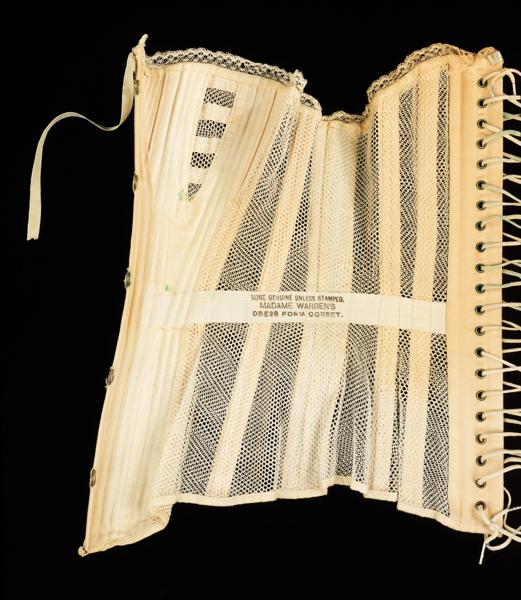 NONE GENUINE UNLESS STAMPED,
MADAME WARREN'S
DRESS FORM CORSET.